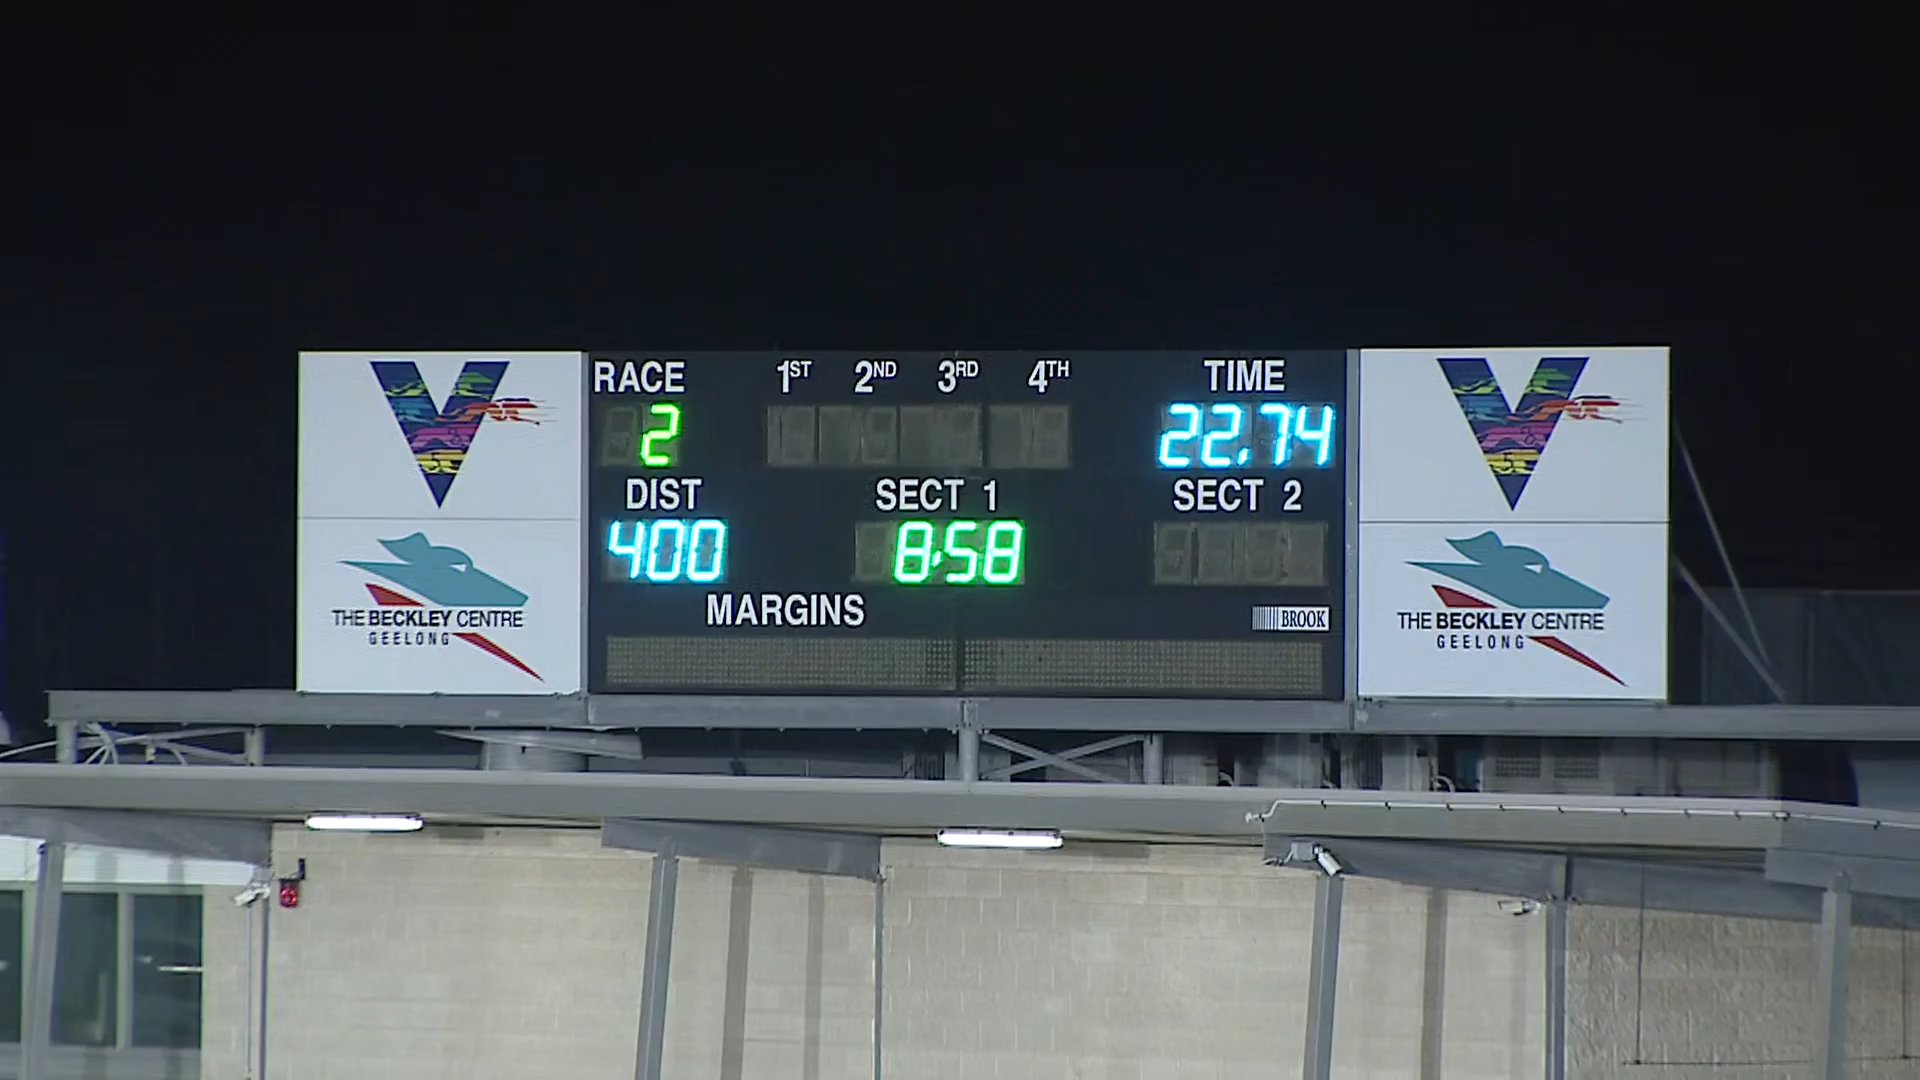 RACE 1ST 2ND 3RD 4TH TIME
2 22.74
DIST SECT 1 SECT 2
400 8.58
MARGINS
BROOK
V
THE BECKLEY CENTRE
GEELONG
V
THE BECKLEY CENTRE
GEELONG